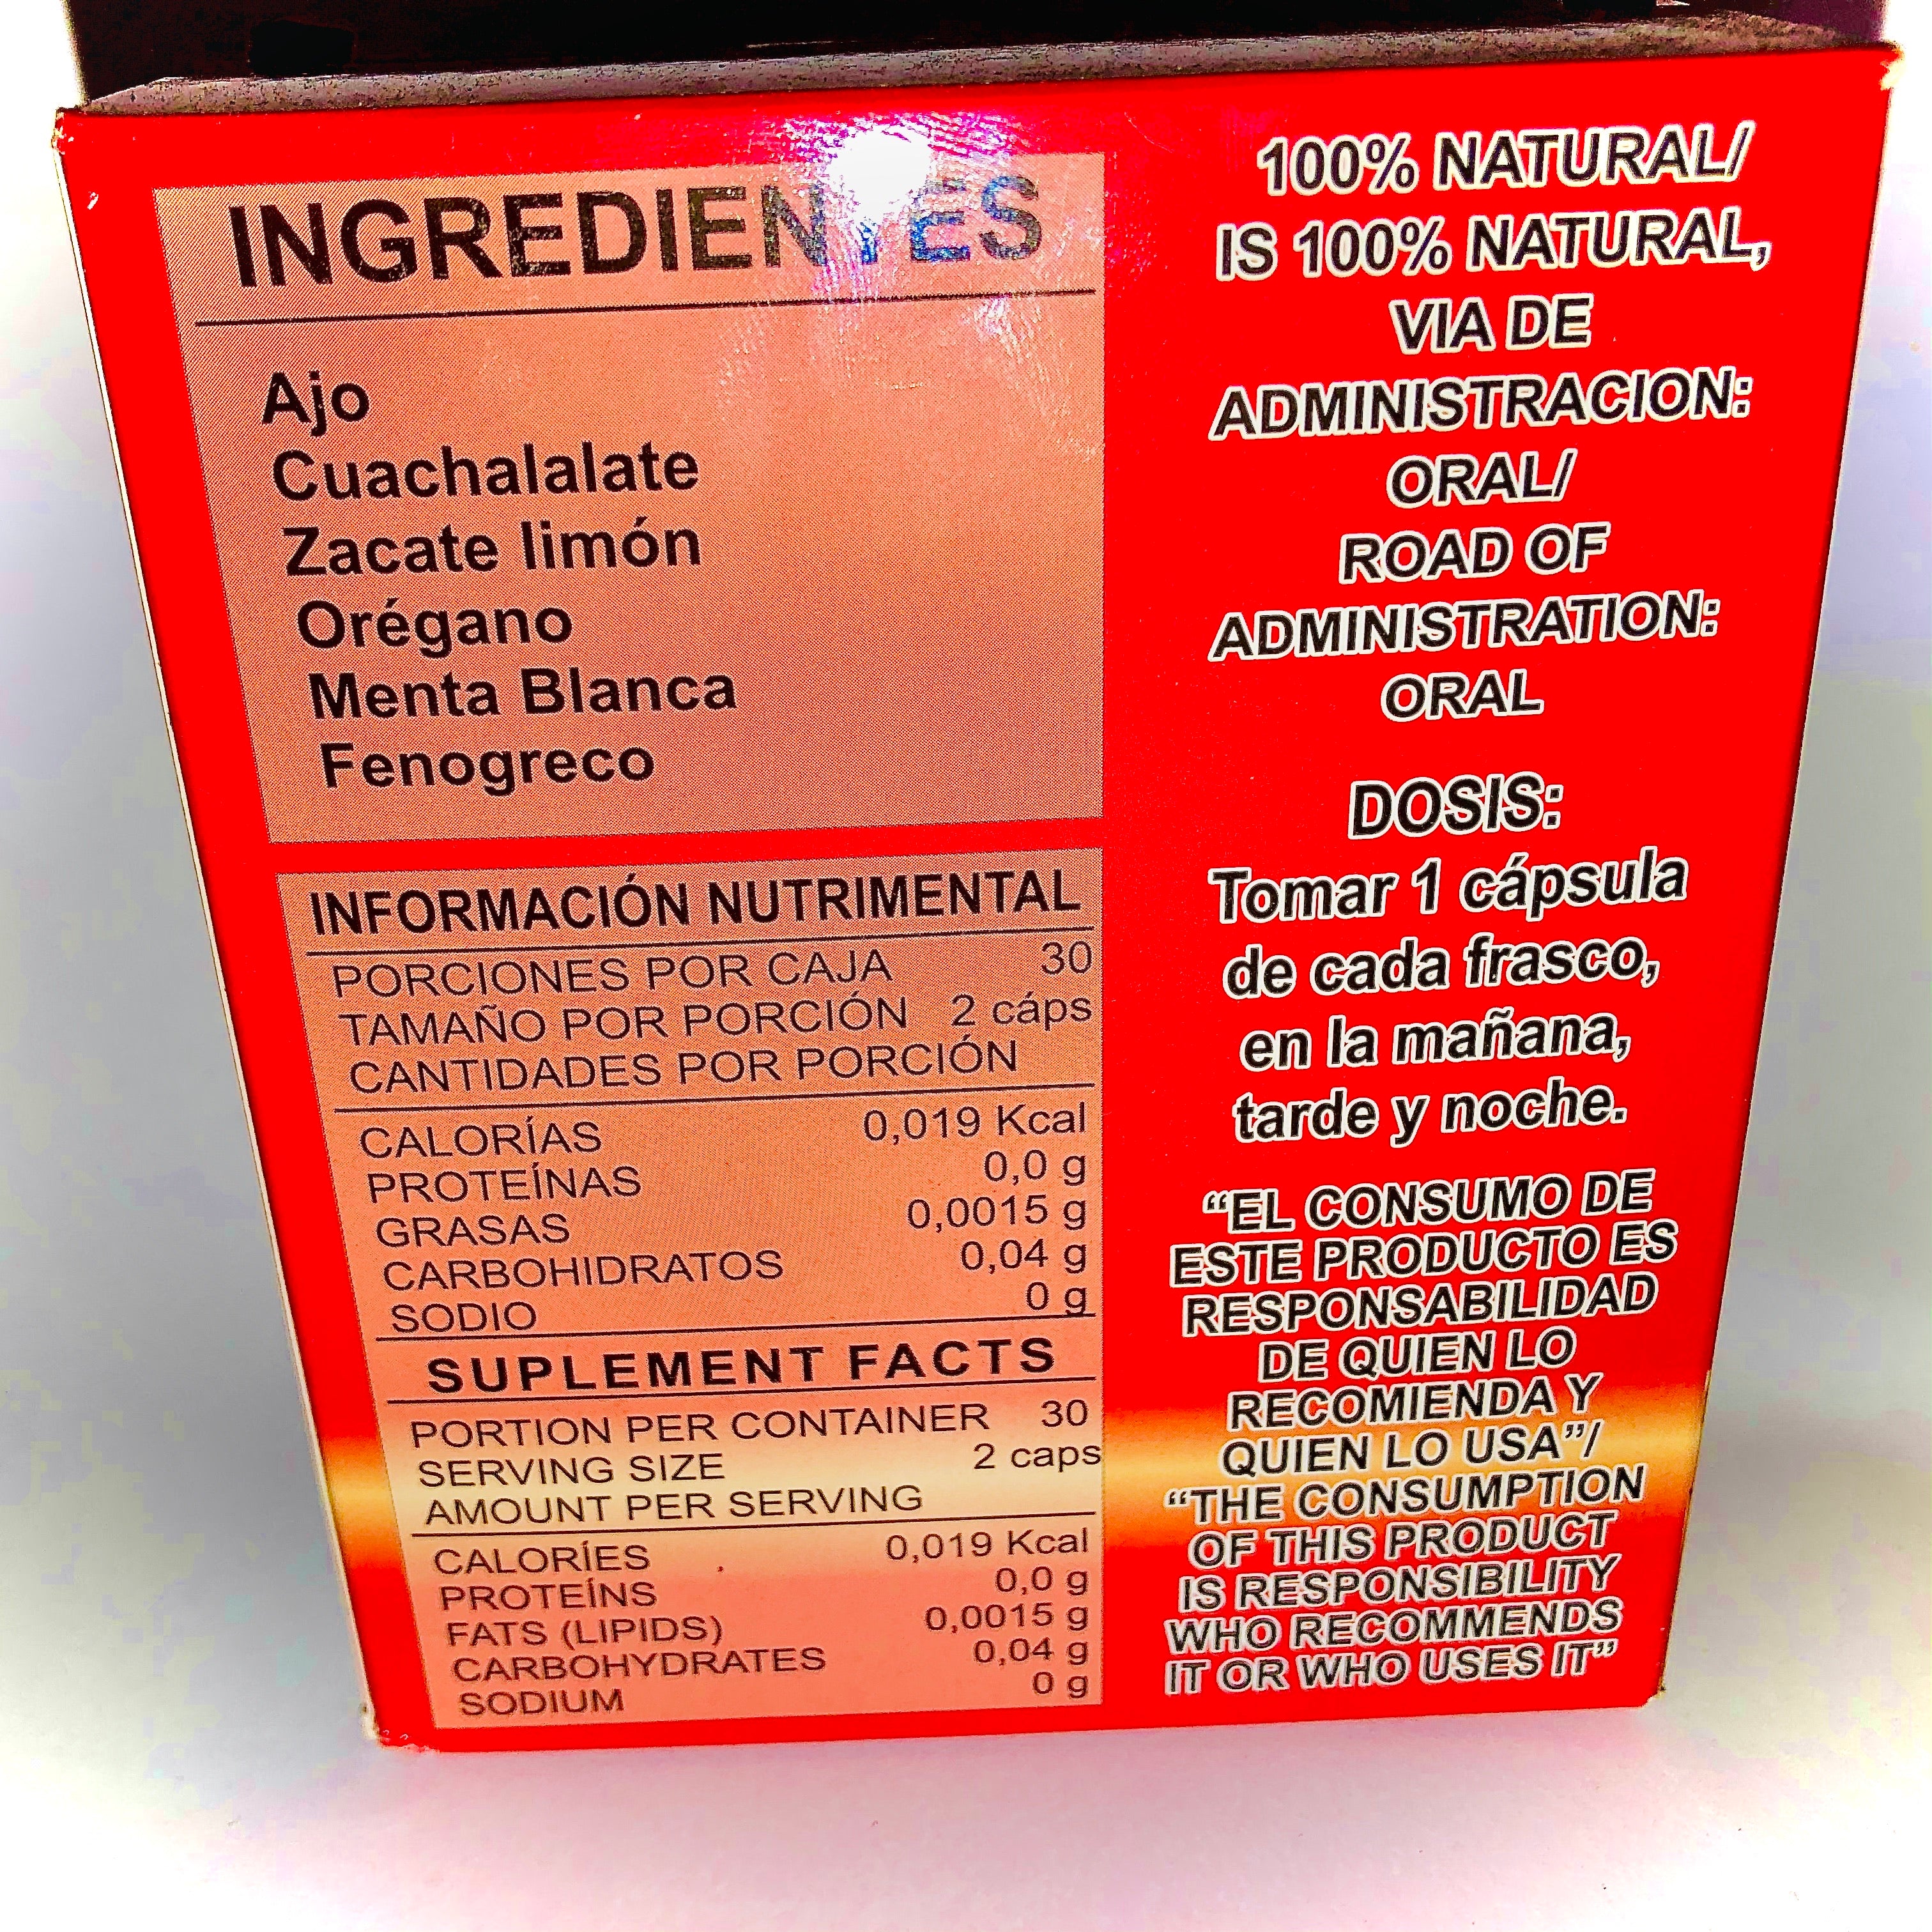 INGREDIENTES
Ajo
Cuachalalate
Zacate limón
Orégano
Menta Blanca
Fenogreco
INFORMACIÓN NUTRIMENTAL
PORCIONES POR CAJA 30
TAMAÑO POR PORCIÓN 2 cáps
CANTIDADES POR PORCIÓN
CALORÍAS 0,019 Kcal
PROTEÍNAS 0,0 g
GRASAS 0,0015 g
CARBOHIDRATOS 0,04 g
SODIO 0 g
SUPLEMENT FACTS
PORTION PER CONTAINER 30
SERVING SIZE 2 caps
AMOUNT PER SERVING
CALORÍES 0,019 Kcal
PROTEÍNS 0,0 g
FATS (LIPIDS) 0,0015 g
CARBOHYDRATES 0,04 g
SODIUM 0 g
100% NATURAL/
IS 100% NATURAL,
VIA DE
ADMINISTRACION:
ORAL/
ROAD OF
ADMINISTRATION:
ORAL
DOSIS:
Tomar 1 cápsula
de cada frasco,
en la mañana,
tarde y noche.
“EL CONSUMO DE
ESTE PRODUCTO ES
RESPONSABILIDAD
DE QUIEN LO
RECOMIENDA Y
QUIEN LO USA”/
“THE CONSUMPTION
OF THIS PRODUCT
IS RESPONSIBILITY
WHO RECOMMENDS
IT OR WHO USES IT”